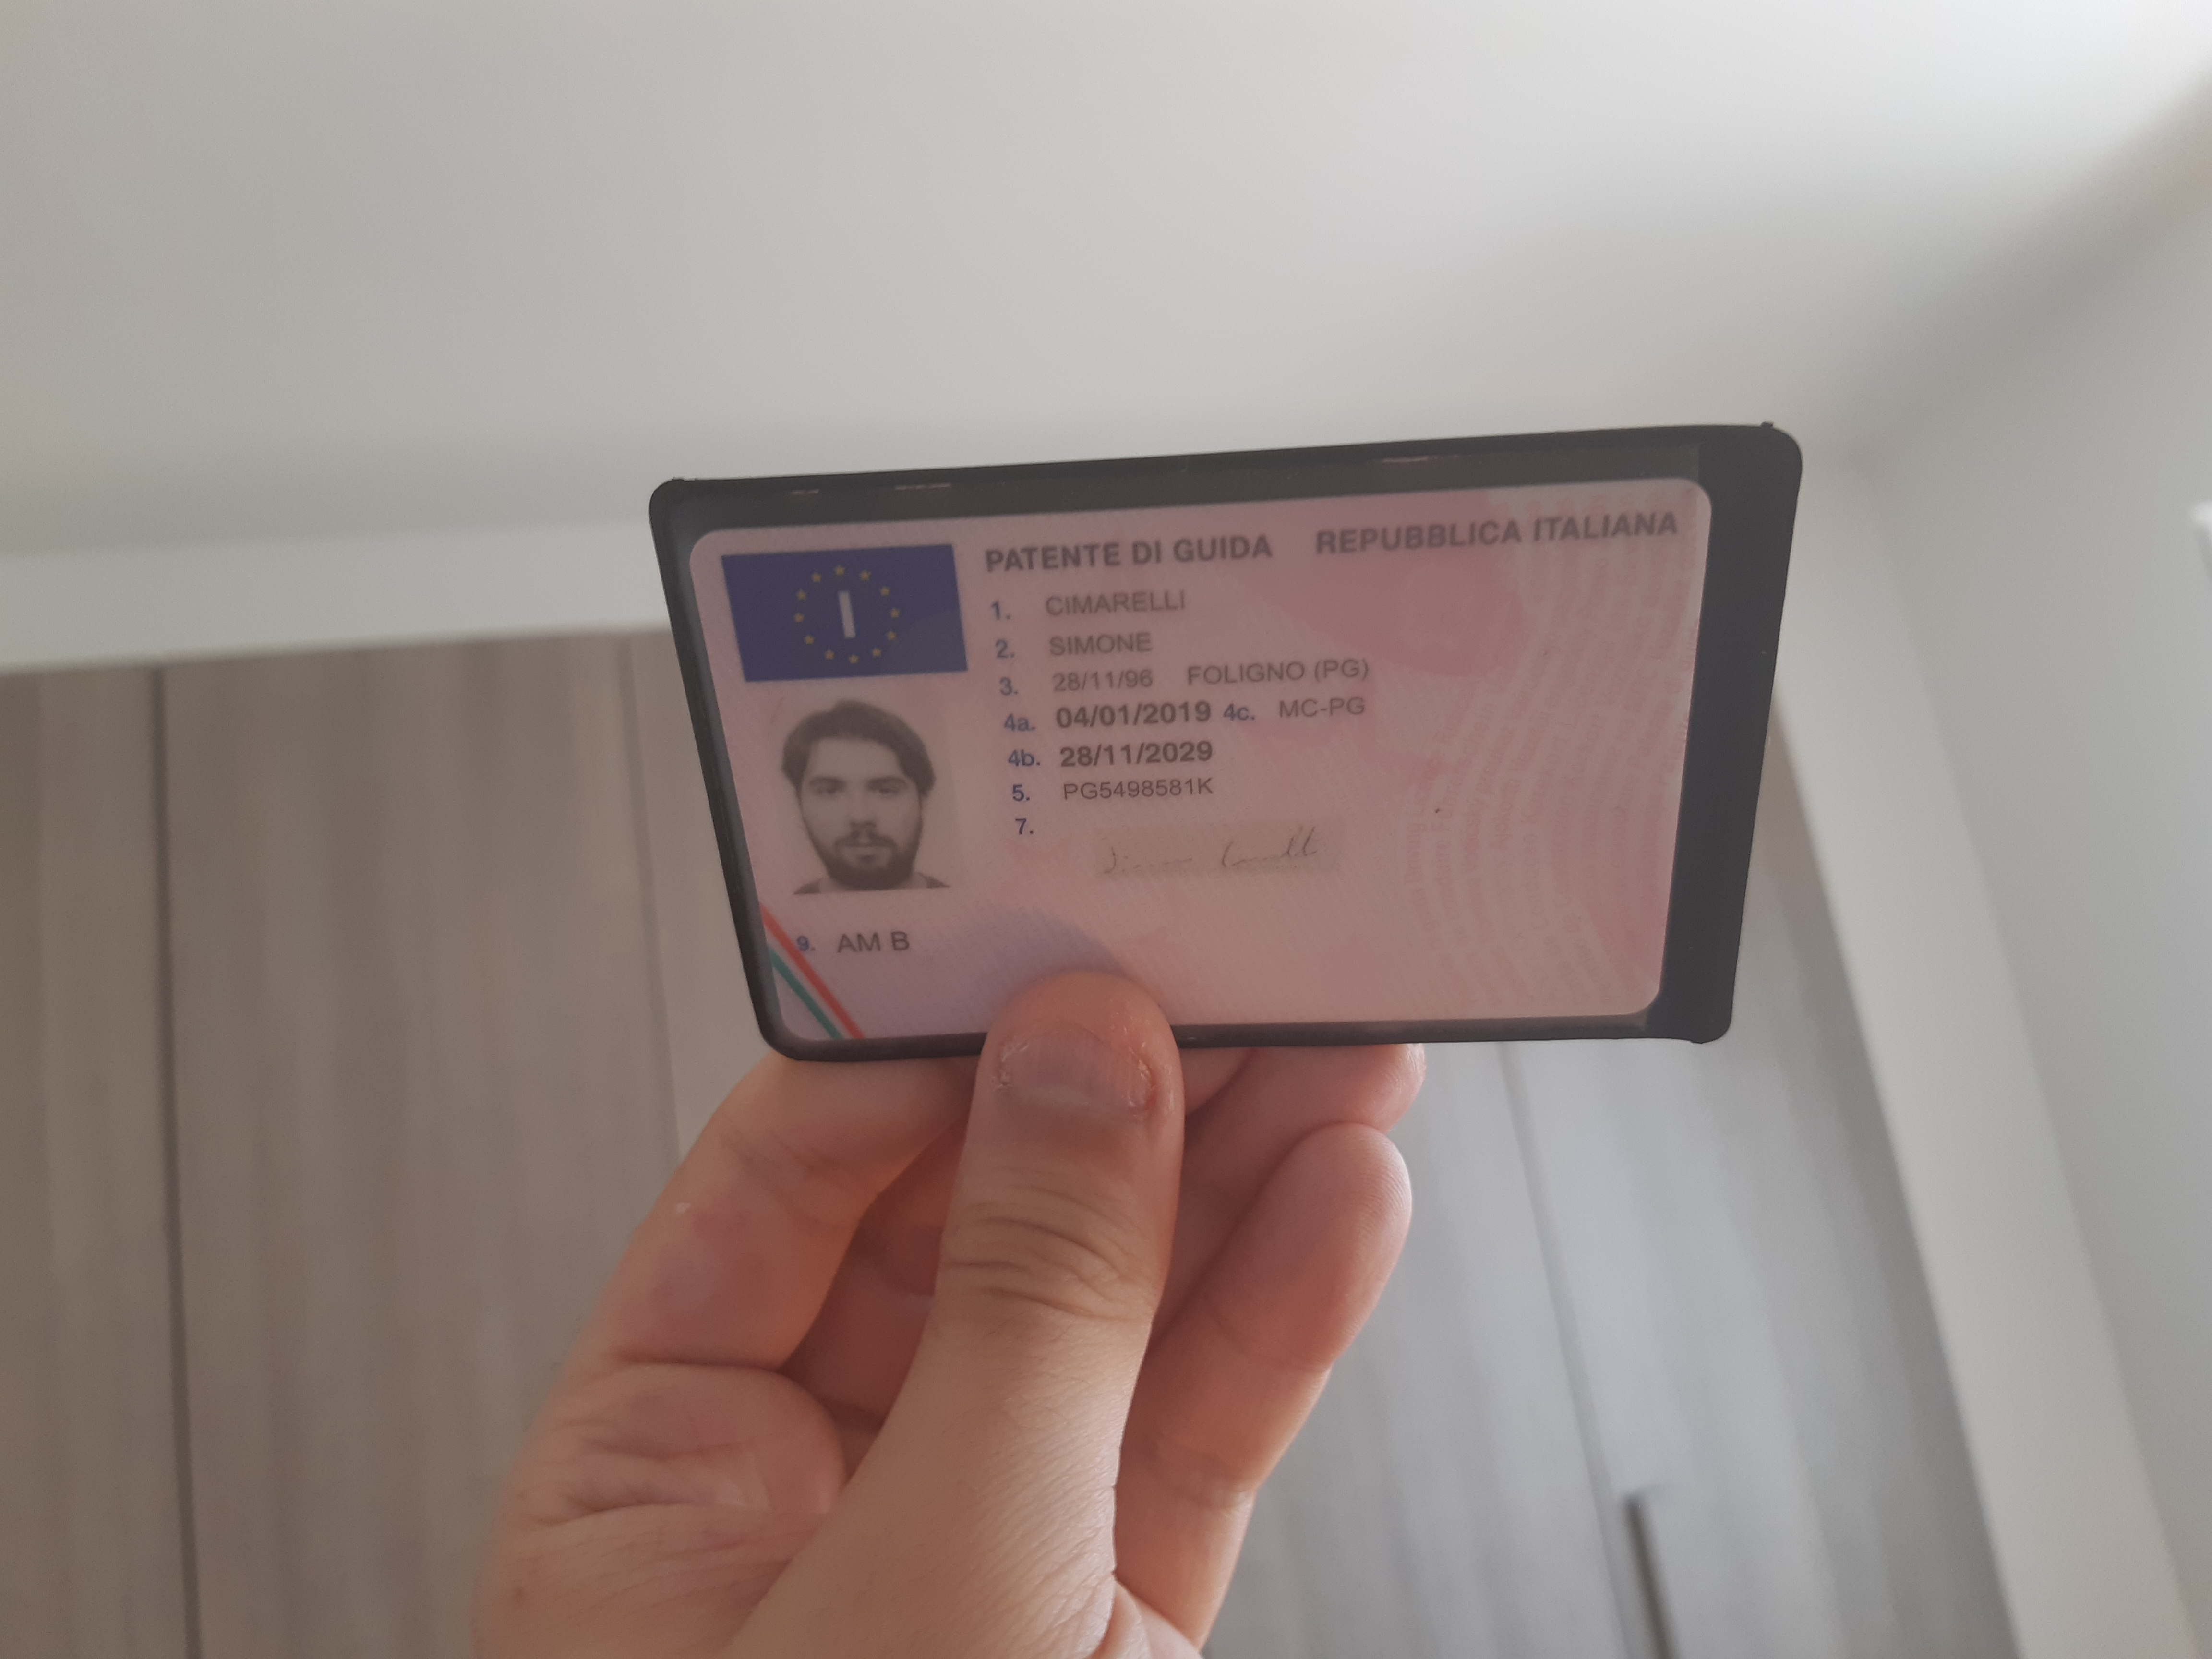 I
PATENTE DI GUIDA REPUBBLICA ITALIANA
1. CIMARELLI
2. SIMONE
3. 28/11/96 FOLIGNO (PG)
4a. 04/01/2019 4c. MC-PG
4b. 28/11/2029
5. PG5498581K
7.
9. AM B